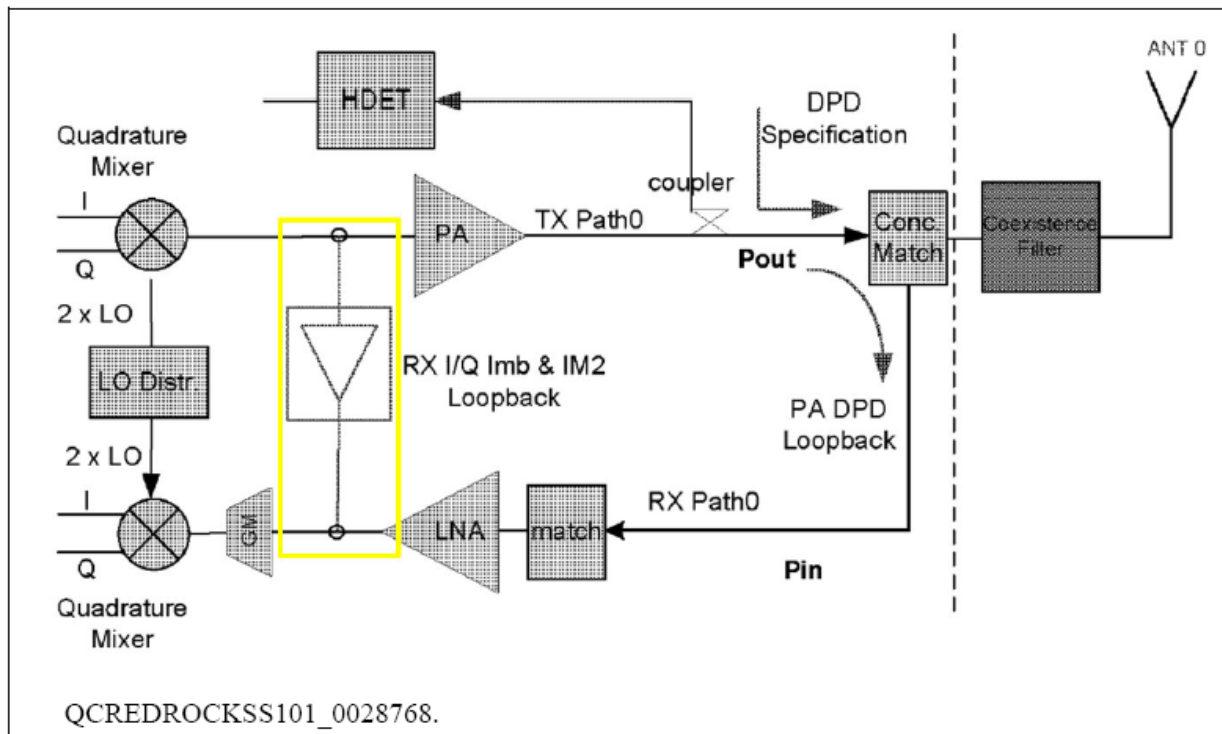 ANT 0
HDET
DPD
Specification
Quadrature
Mixer
I
Q
coupler
PA
TX Path0
Conc.
Match
Coexistence
Filter
Pout
2 x LO
LO Distr.
RX I/Q Imb & IM2
Loopback
PA DPD
Loopback
2 x LO
I
Q
GM
LNA
match
RX Path0
Pin
Quadrature
Mixer
QCREDROCKSS101_0028768.